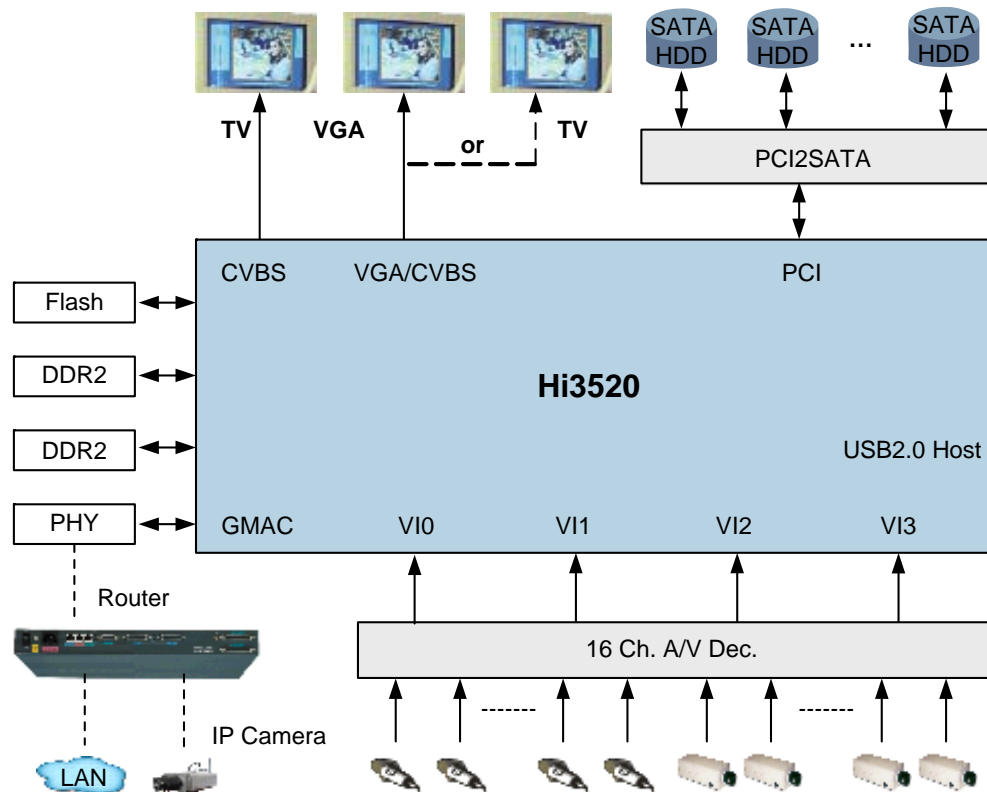 SATA
HDD
SATA
HDD
...
SATA
HDD
TV
VGA
or
TV
PCI2SATA
CVBS
VGA/CVBS
PCI
Flash
DDR2
Hi3520
DDR2
USB2.0 Host
PHY
GMAC
VI0
VI1
VI2
VI3
Router
16 Ch. A/V Dec.
IP Camera
LAN